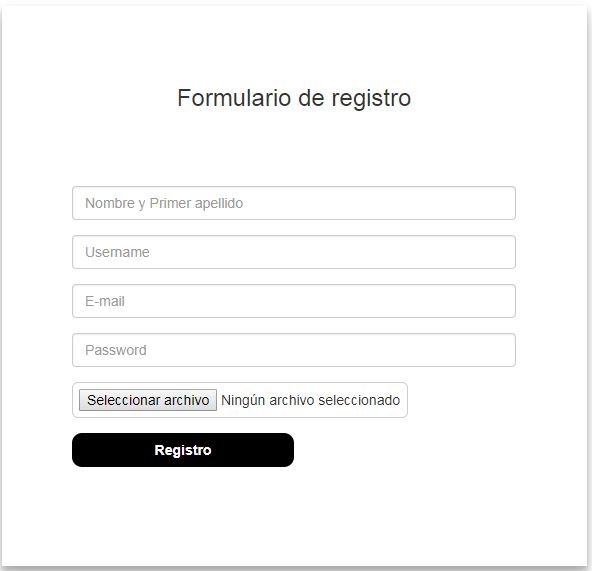 Formulario de registro
Nombre y Primer apellido
Username
E-mail
Password
Seleccionar archivo Ningún archivo seleccionado
Registro